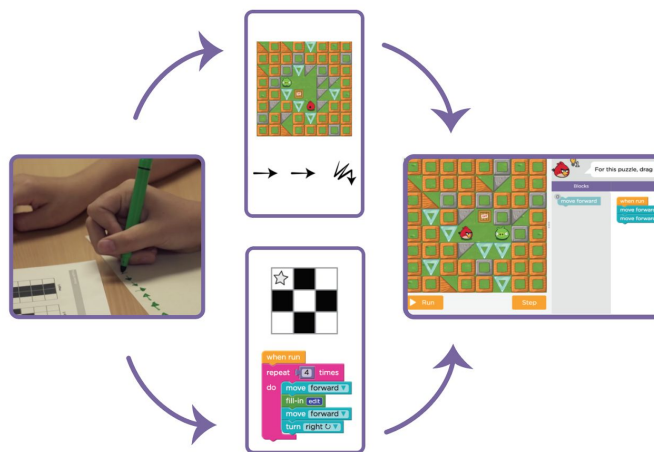 when run
repeat 4 times
do move forward
fill-in edit
move forward
turn right
For this puzzle, drag
Blocks
move forward
when run
move forward
move forward
Run
Step